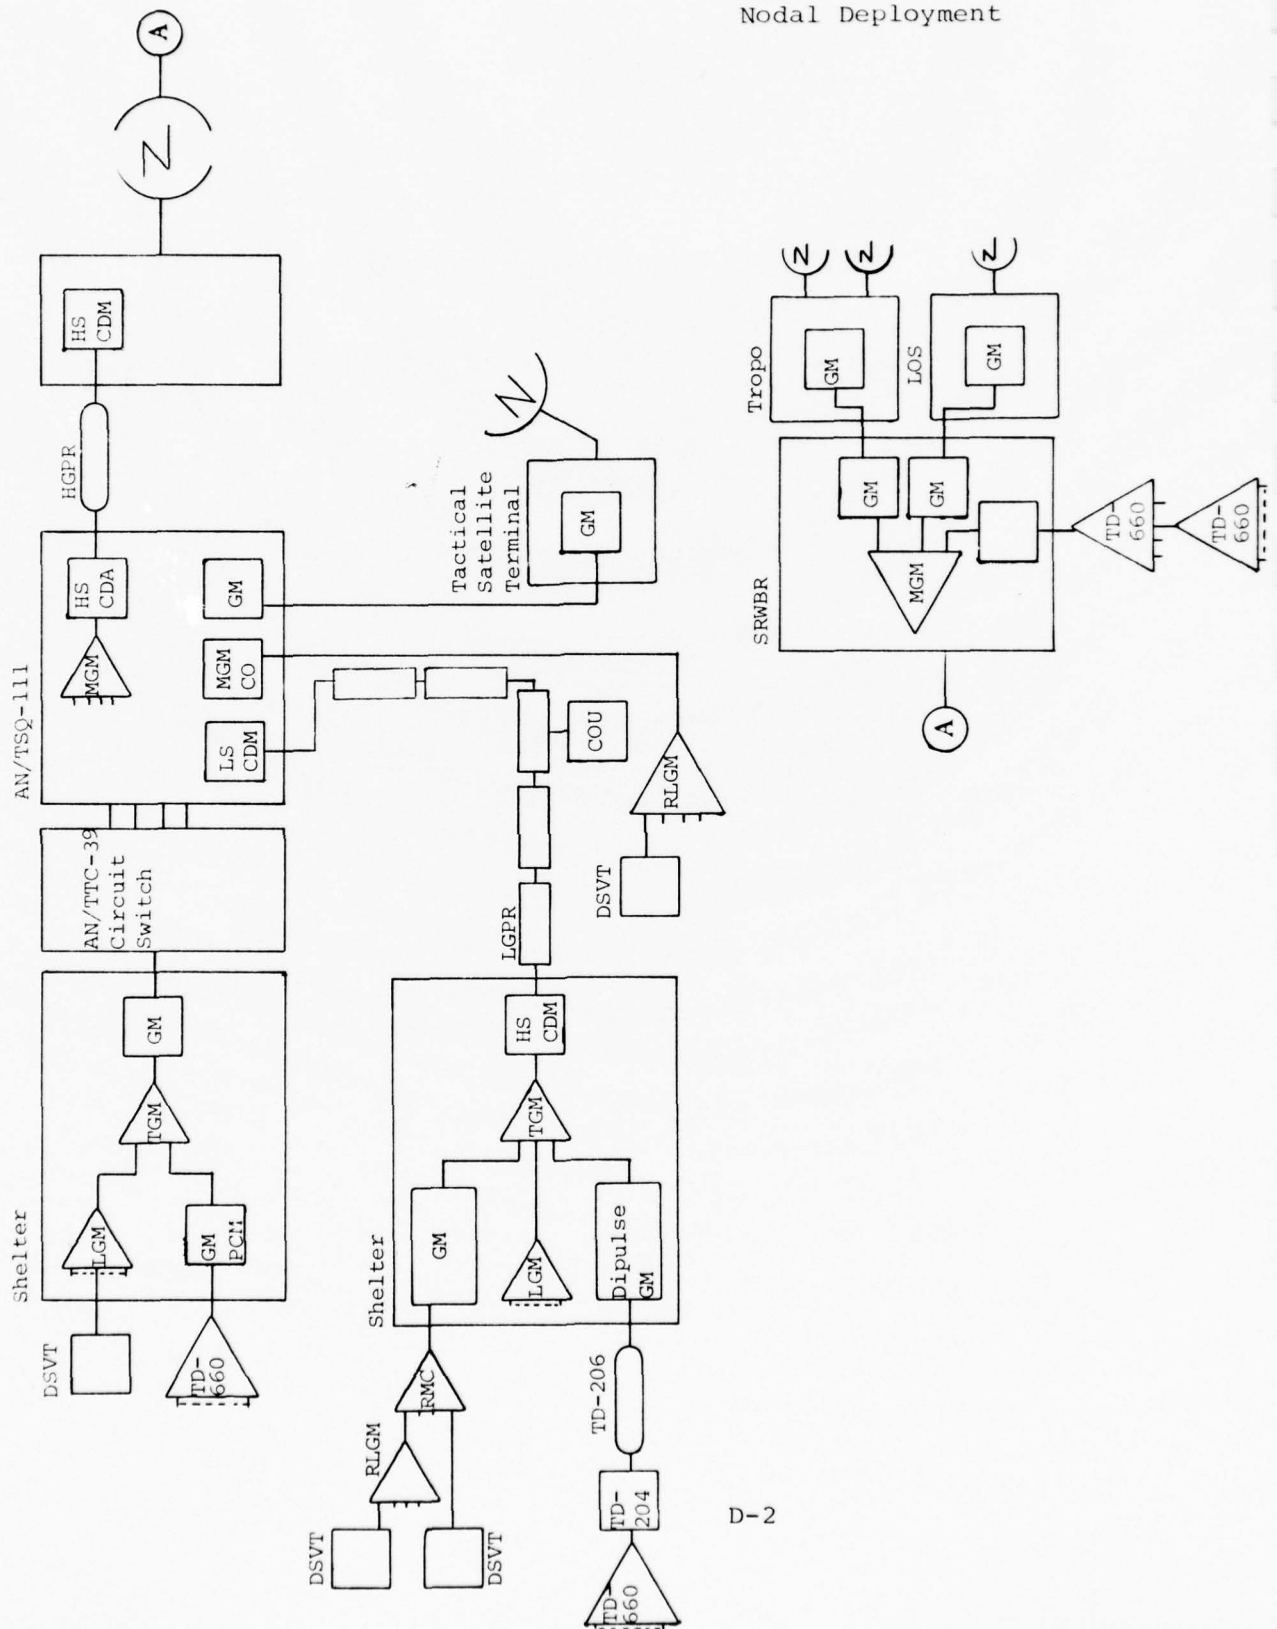 Nodal Deployment
A
N
HS
CDM
HGPR
AN/TSQ-111
MGM
HS
CDA
GM
MGM
CO
LS
CDM
AN/TTC-39
Circuit
Switch
Shelter
GM
TGM
LGM
GM
PCM
DSVT
TD-
660
Tactical
Satellite
Terminal
GM
N
COU
RLGM
DSVT
LGPR
Shelter
HS
CDM
TGM
GM
LGM
Dipulse
GM
RMC
RLGM
DSVT
DSVT
TD-206
TD-
204
TD-
660
Tropo
GM
N
N
LOS
GM
N
SRWBR
GM
GM
MGM
TD-
660
TD-
660
A
D-2